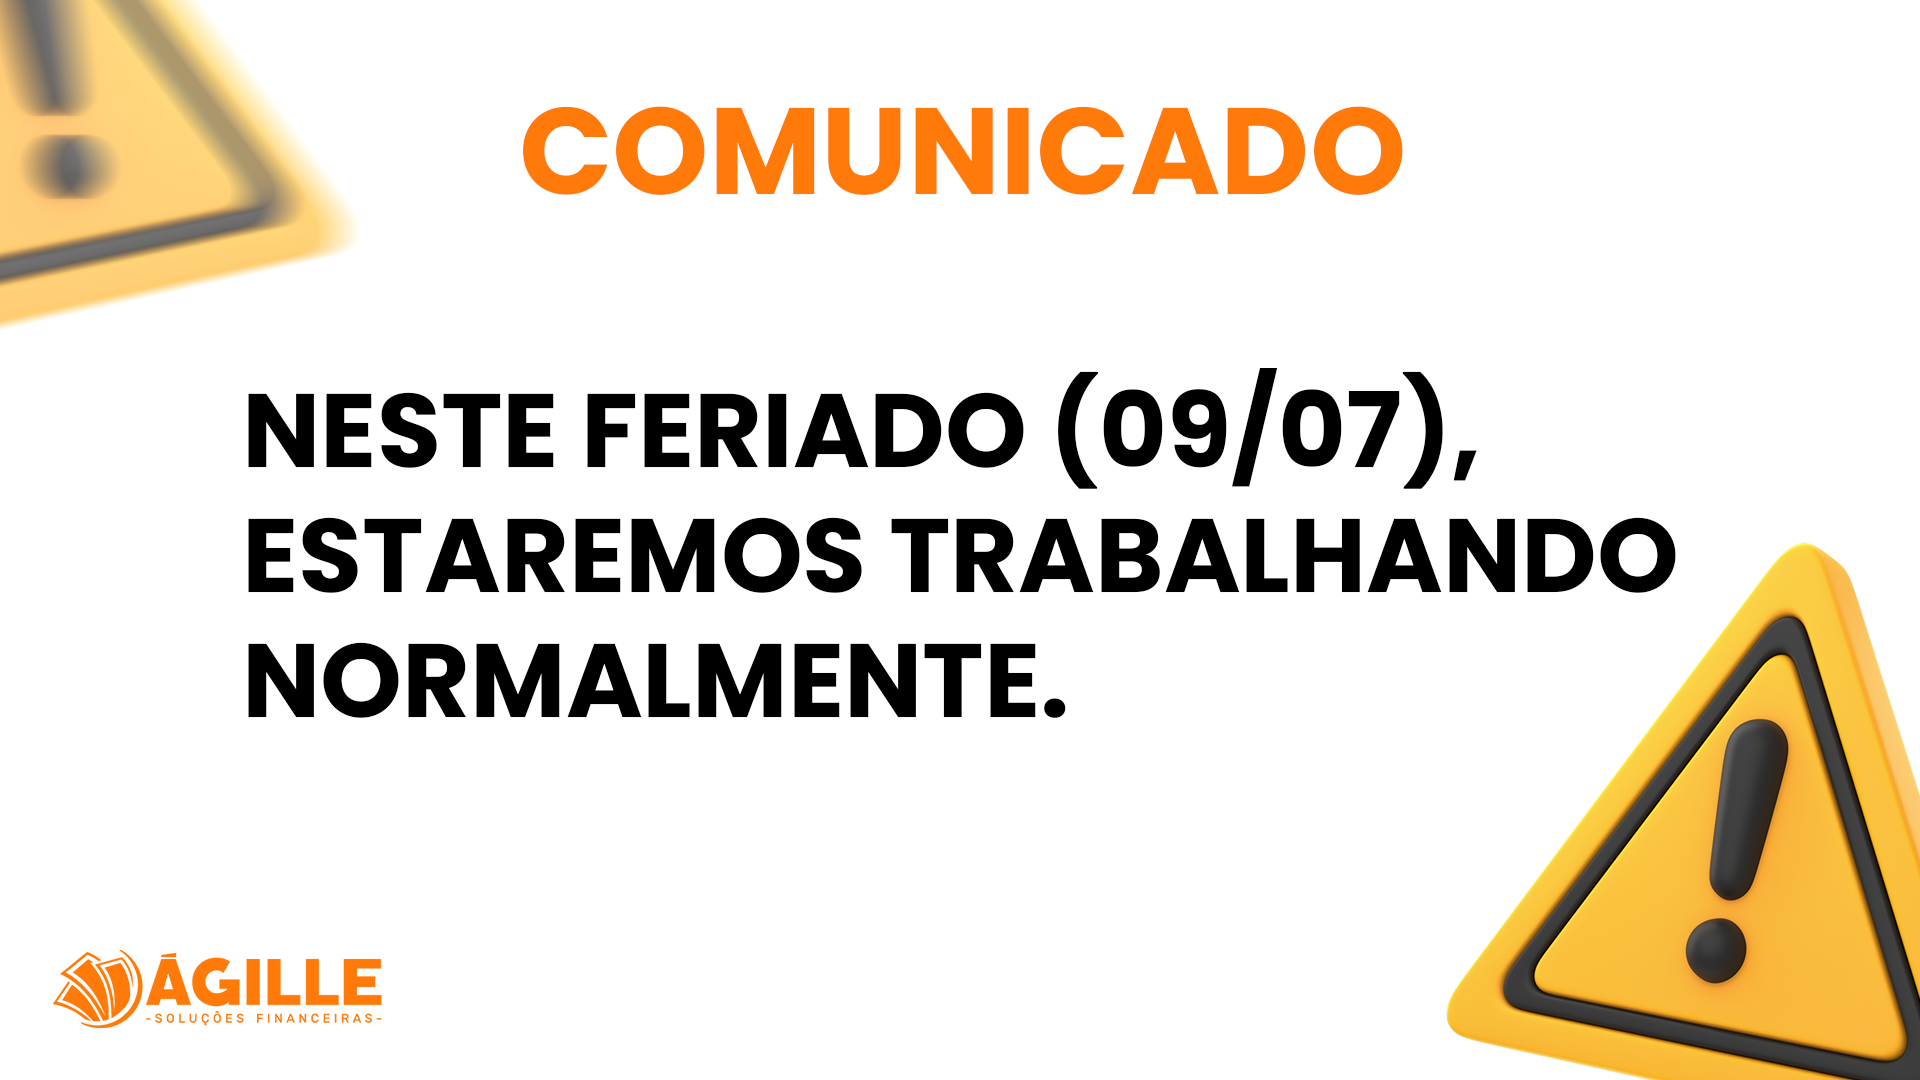 COMUNICADO
NESTE FERIADO (09/07),
ESTAREMOS TRABALHANDO
NORMALMENTE.
ÁGILLE
-SOLUÇÕES FINANCEIRAS-